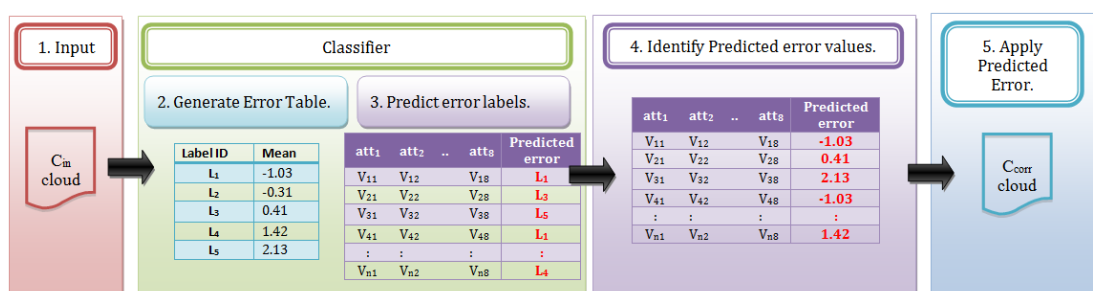 1. Input
C_in
cloud
Classifier
2. Generate Error Table.
3. Predict error labels.
Label ID Mean
L₁ -1.03
L₂ -0.31
L₃ 0.41
L₄ 1.42
L₅ 2.13
att₁ att₂ .. att₈ Predicted error
V₁₁ V₁₂ V₁₈ L₁
V₂₁ V₂₂ V₂₈ L₃
V₃₁ V₃₂ V₃₈ L₅
V₄₁ V₄₂ V₄₈ L₁
: : : :
Vₙ₁ Vₙ₂ Vₙ₈ L₄
4. Identify Predicted error values.
att₁ att₂ .. att₈ Predicted error
V₁₁ V₁₂ V₁₈ -1.03
V₂₁ V₂₂ V₂₈ 0.41
V₃₁ V₃₂ V₃₈ 2.13
V₄₁ V₄₂ V₄₈ -1.03
: : : :
Vₙ₁ Vₙ₂ Vₙ₈ 1.42
5. Apply
Predicted
Error.
C_corr
cloud